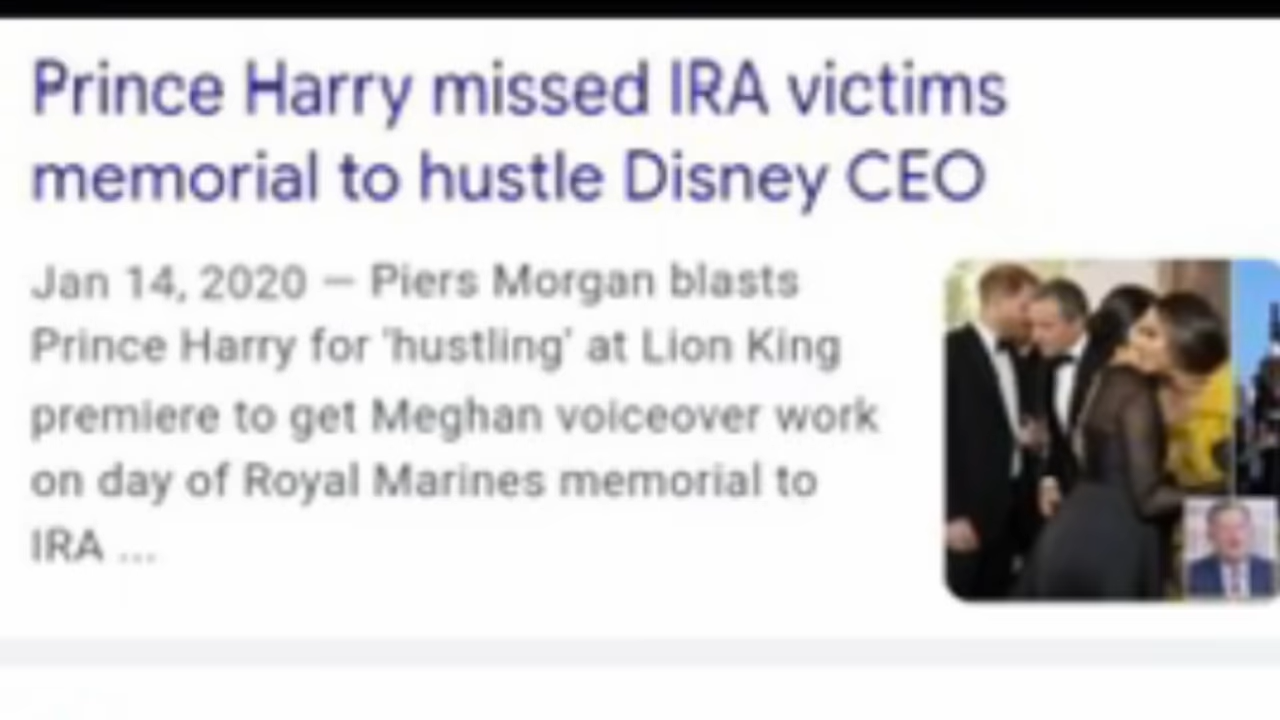 Prince Harry missed IRA victims
memorial to hustle Disney CEO
Jan 14, 2020 — Piers Morgan blasts
Prince Harry for 'hustling' at Lion King
premiere to get Meghan voiceover work
on day of Royal Marines memorial to
IRA ...